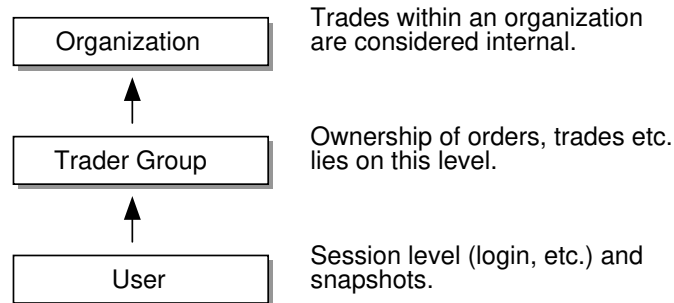 Organization
Trades within an organization
are considered internal.
Trader Group
Ownership of orders, trades etc.
lies on this level.
User
Session level (login, etc.) and
snapshots.